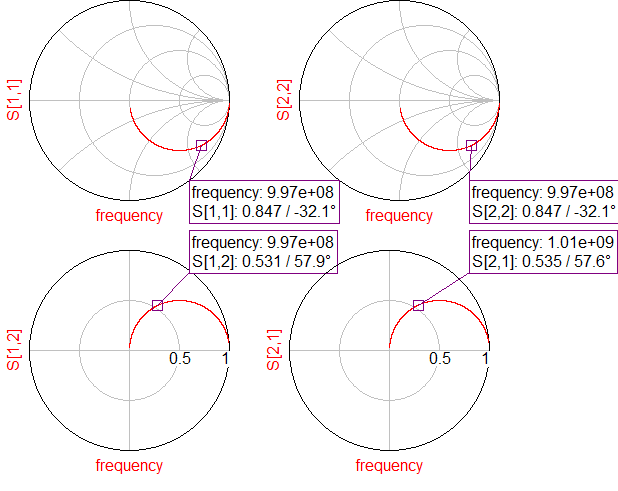 S[1,1]
S[2,2]
frequency: 9.97e+08
S[1,1]: 0.847 / -32.1°
frequency: 9.97e+08
S[2,2]: 0.847 / -32.1°
frequency
frequency
frequency: 9.97e+08
S[1,2]: 0.531 / 57.9°
frequency: 1.01e+09
S[2,1]: 0.535 / 57.6°
S[1,2]
0.5
1
S[2,1]
0.5
1
frequency
frequency